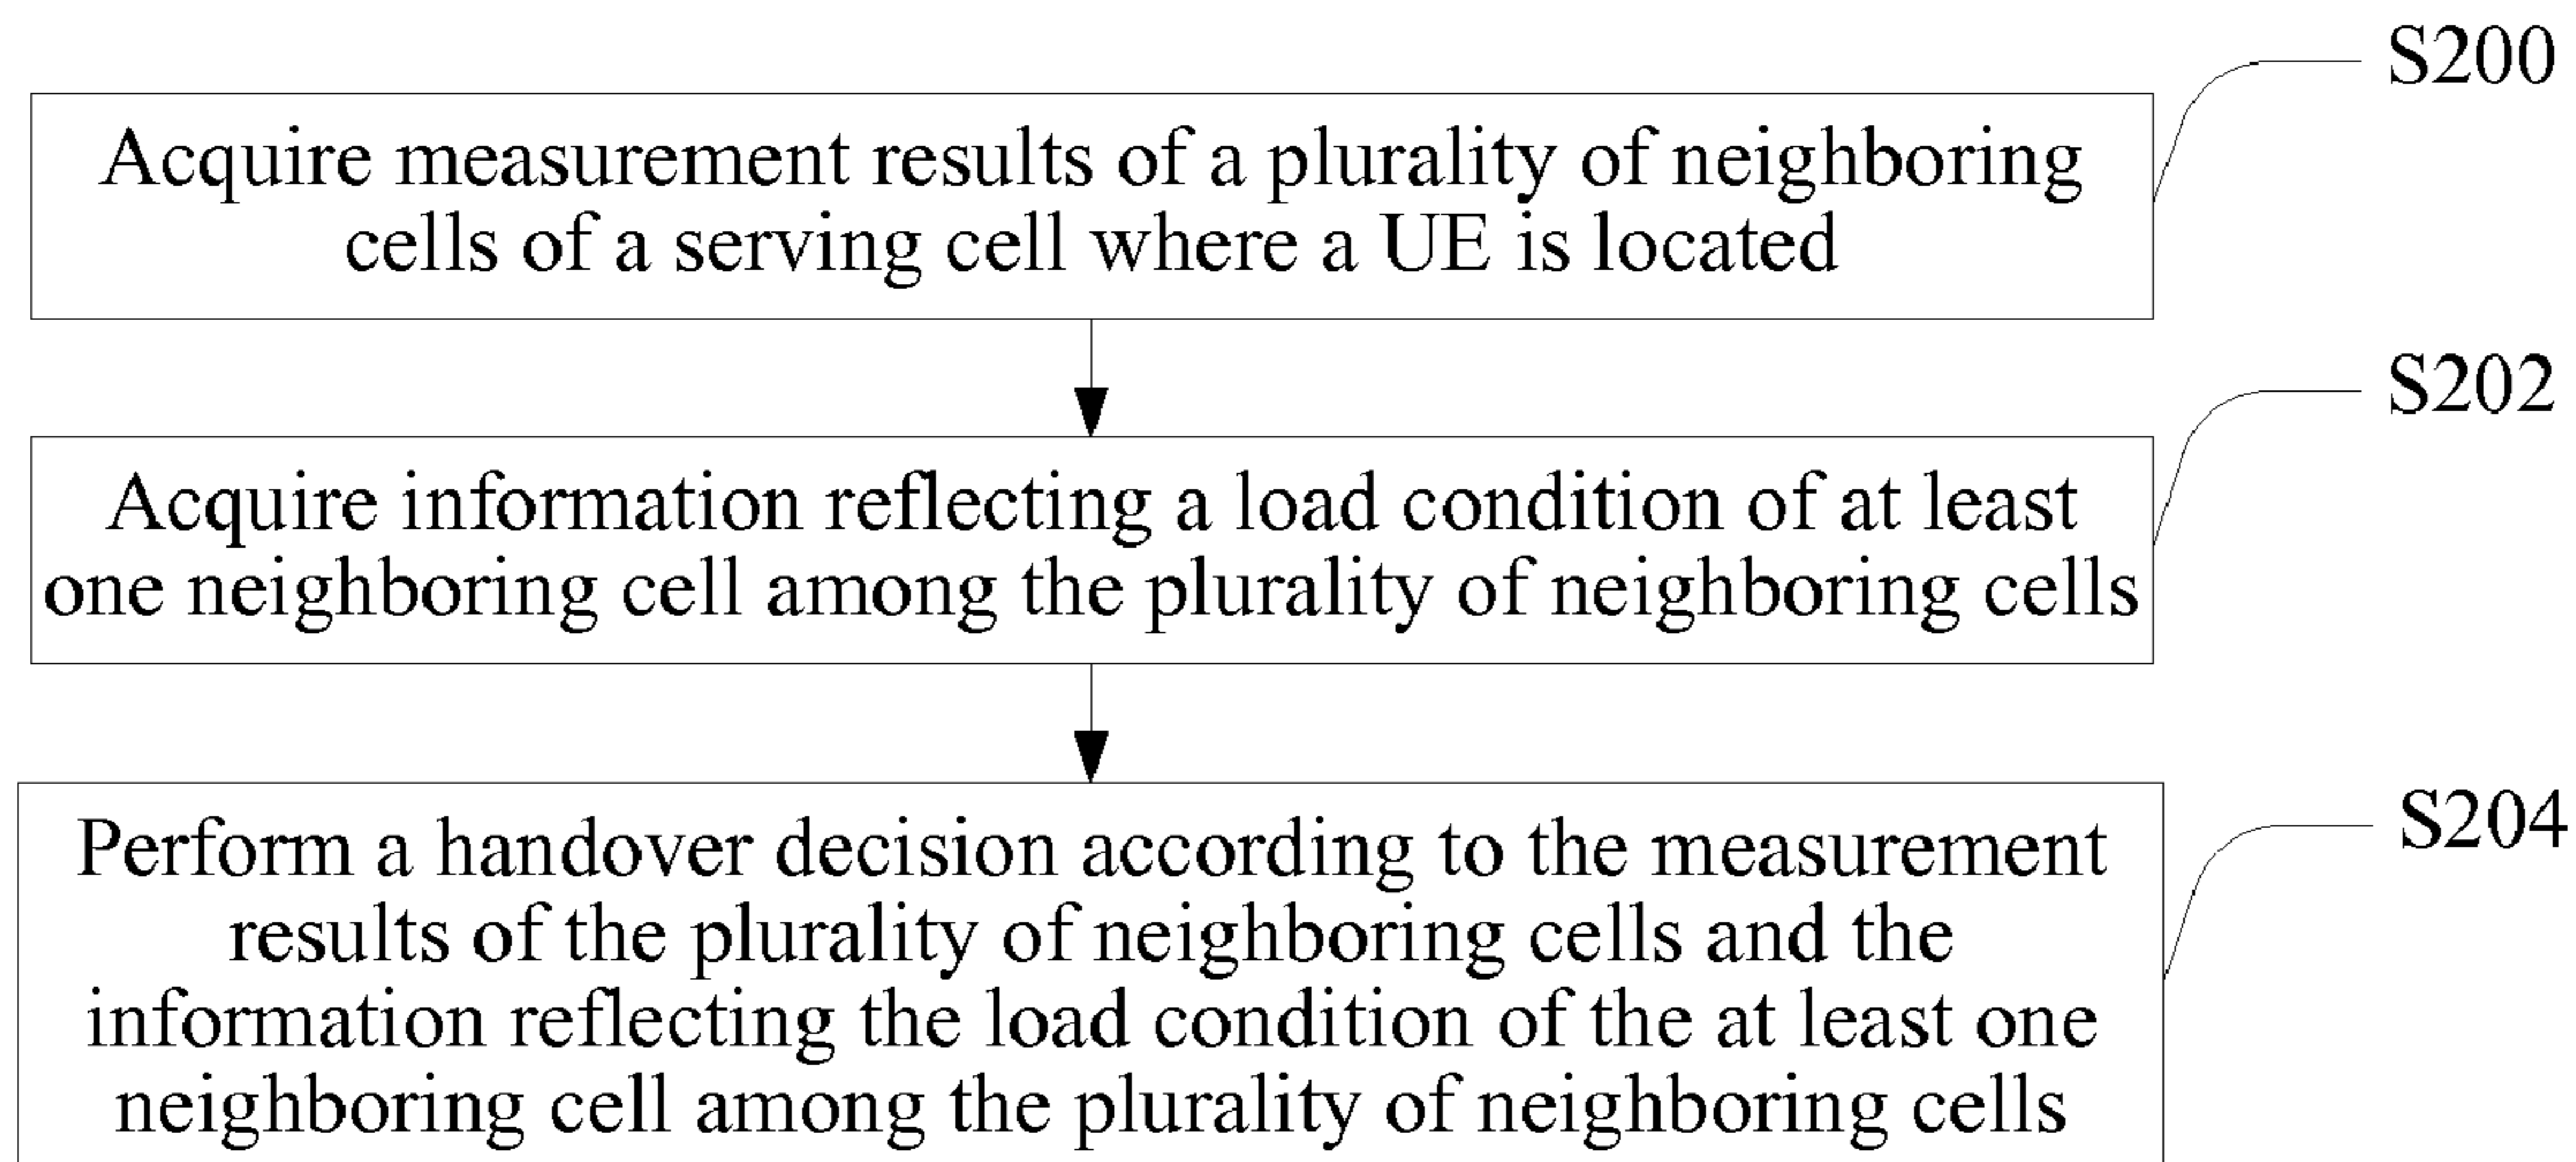 S200
Acquire measurement results of a plurality of neighboring
cells of a serving cell where a UE is located
S202
Acquire information reflecting a load condition of at least
one neighboring cell among the plurality of neighboring cells
S204
Perform a handover decision according to the measurement
results of the plurality of neighboring cells and the
information reflecting the load condition of the at least one
neighboring cell among the plurality of neighboring cells